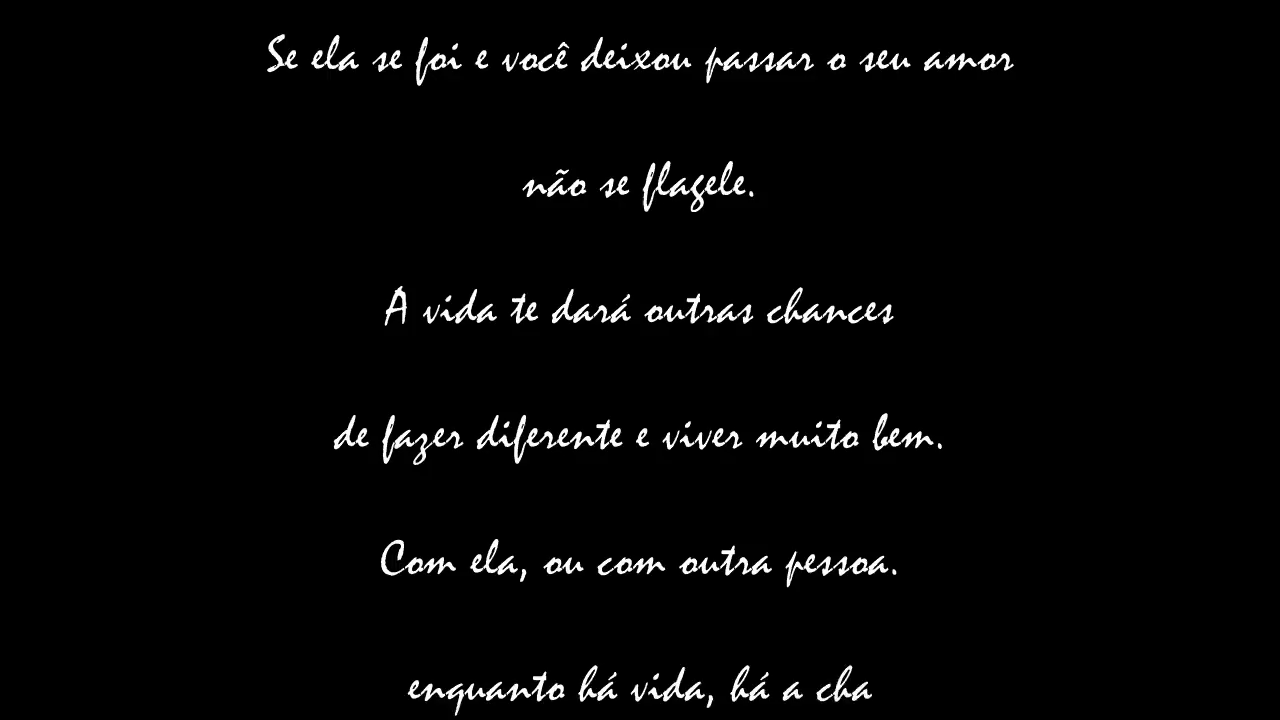 Se ela se foi e você deixou passar o seu amor
não se flagele.
A vida te dará outras chances
de fazer diferente e viver muito bem.
Com ela, ou com outra pessoa.
enquanto há vida, há a cha